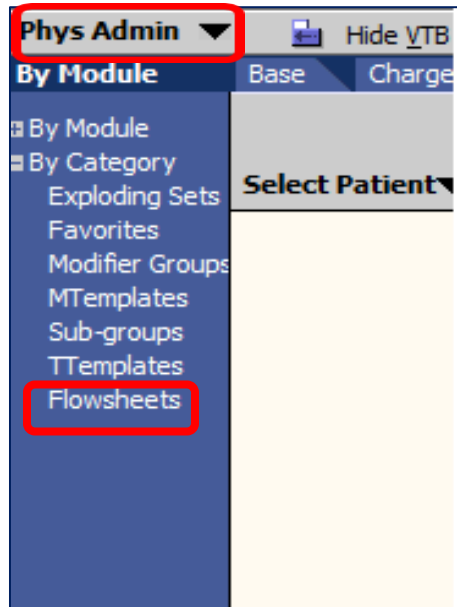 Phys Admin Hide VTB
By Module Base Charge
By Module
By Category
Select Patient
Exploding Sets
Favorites
Modifier Groups
MTemplates
Sub-groups
TTemplates
Flowsheets